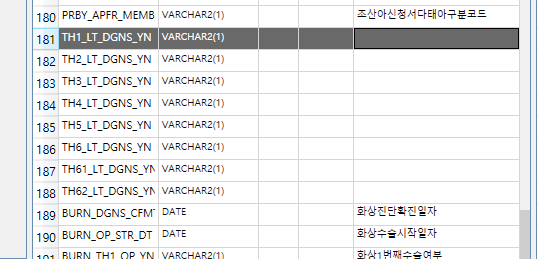 180 PRBY_APFR_MEMB VARCHAR2(1) 조산아신청서다태아구분코드
181 TH1_LT_DGNS_YN VARCHAR2(1)
182 TH2_LT_DGNS_YN VARCHAR2(1)
183 TH3_LT_DGNS_YN VARCHAR2(1)
184 TH4_LT_DGNS_YN VARCHAR2(1)
185 TH5_LT_DGNS_YN VARCHAR2(1)
186 TH6_LT_DGNS_YN VARCHAR2(1)
187 TH61_LT_DGNS_YN VARCHAR2(1)
188 TH62_LT_DGNS_YN VARCHAR2(1)
189 BURN_DGNS_CFMT DATE 화상진단확진일자
190 BURN_OP_STR_DT DATE 화상수술시작일자
191 BURN_TH1_OP_YN VARCHAR2(1) 화상1번째수술여부